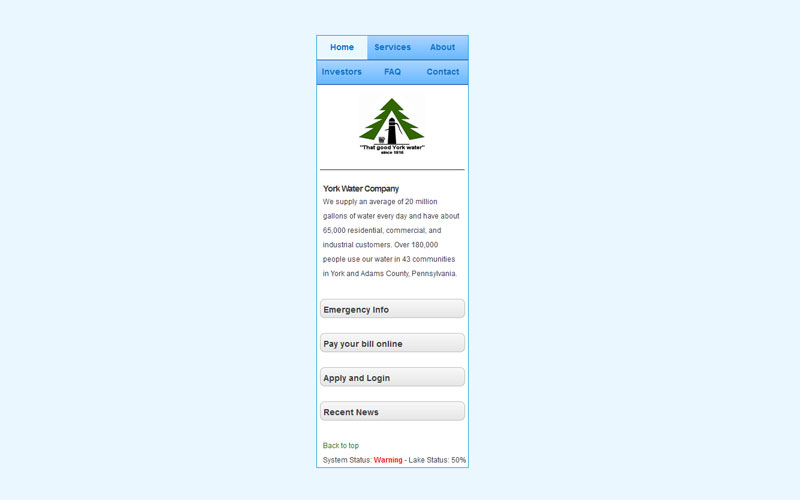 Home Services About
Investors FAQ Contact
"That good York water"
since 1816
York Water Company
We supply an average of 20 million
gallons of water every day and have about
65,000 residential, commercial, and
industrial customers. Over 180,000
people use our water in 43 communities
in York and Adams County, Pennsylvania.
Emergency Info
Pay your bill online
Apply and Login
Recent News
Back to top
System Status: Warning - Lake Status: 50%